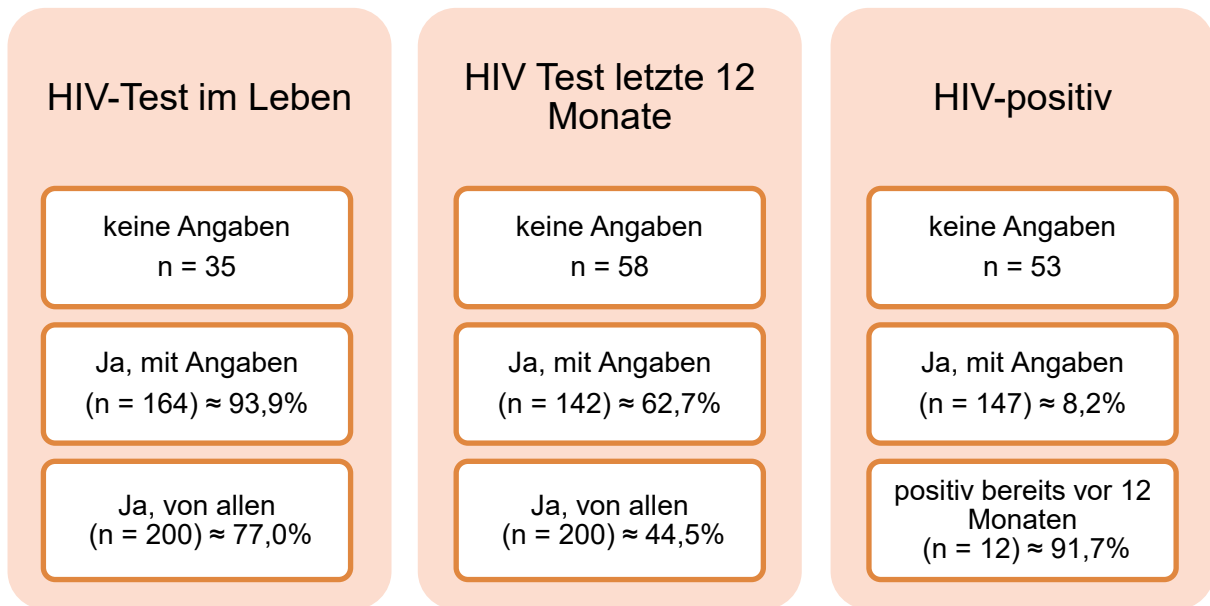 HIV-Test im Leben
keine Angaben
n = 35
Ja, mit Angaben
(n = 164) ≈ 93,9%
Ja, von allen
(n = 200) ≈ 77,0%
HIV Test letzte 12
Monate
keine Angaben
n = 58
Ja, mit Angaben
(n = 142) ≈ 62,7%
Ja, von allen
(n = 200) ≈ 44,5%
HIV-positiv
keine Angaben
n = 53
Ja, mit Angaben
(n = 147) ≈ 8,2%
positiv bereits vor 12
Monaten
(n = 12) ≈ 91,7%